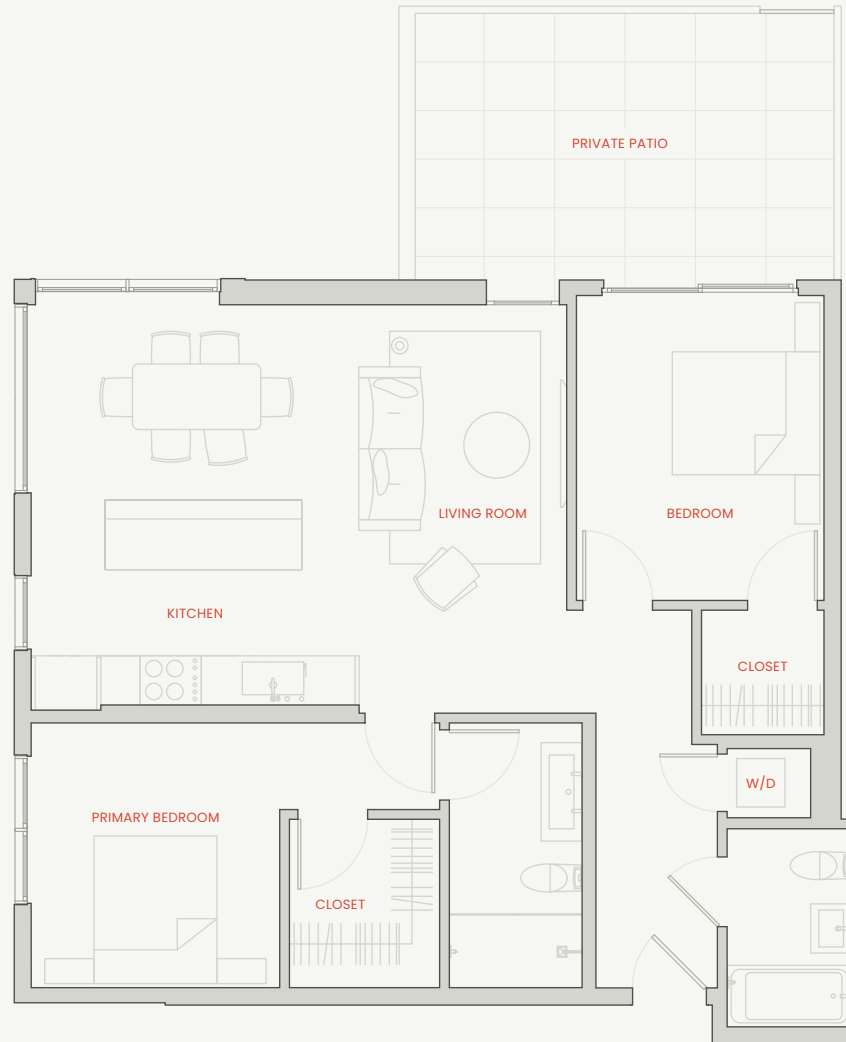 PRIVATE PATIO
LIVING ROOM
BEDROOM
KITCHEN
CLOSET
W/D
PRIMARY BEDROOM
CLOSET